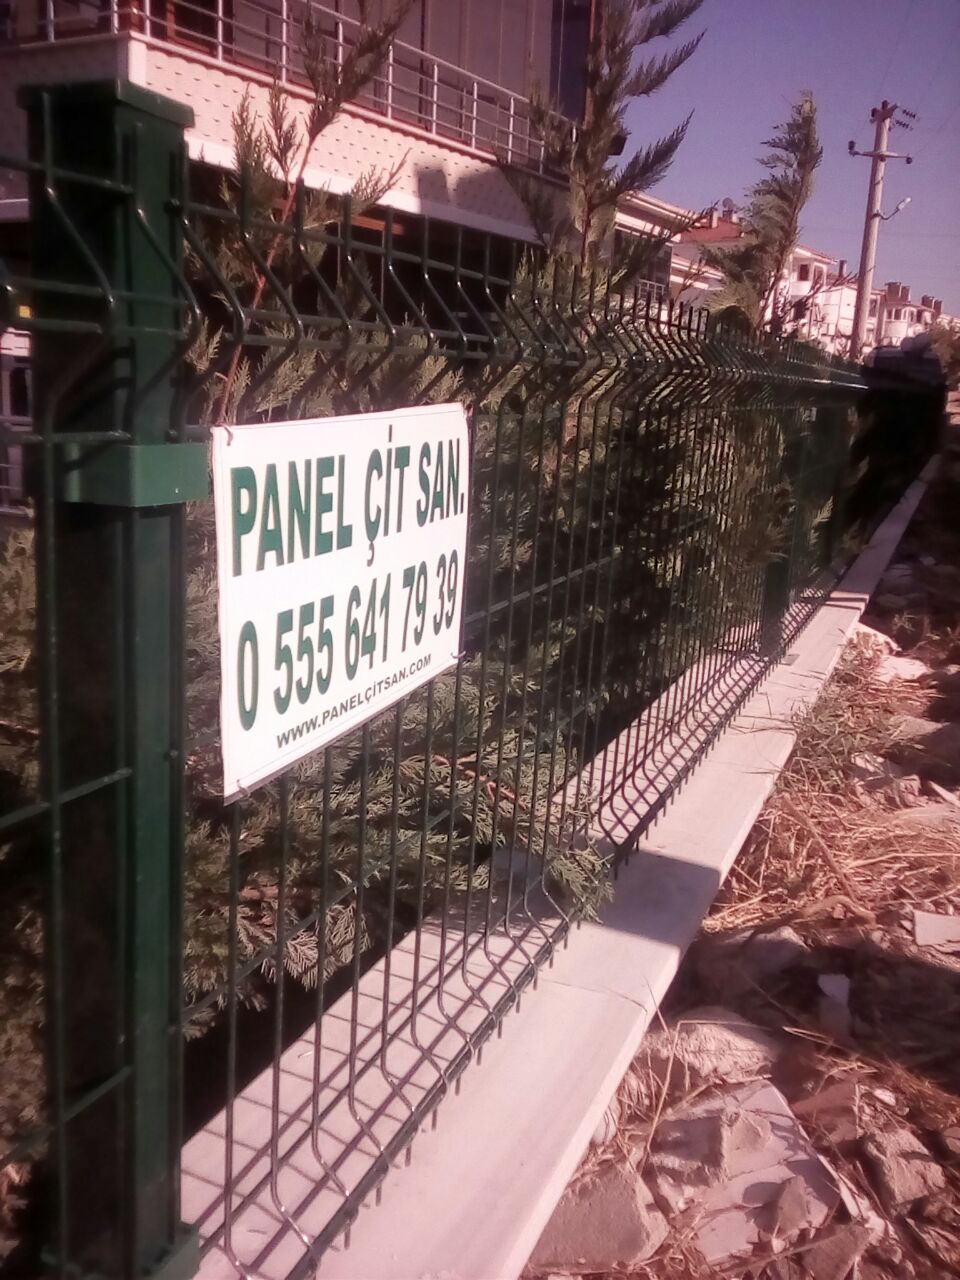 PANEL ÇİT SAN.
0 555 641 79 39
WWW.PANELÇİTSAN.COM